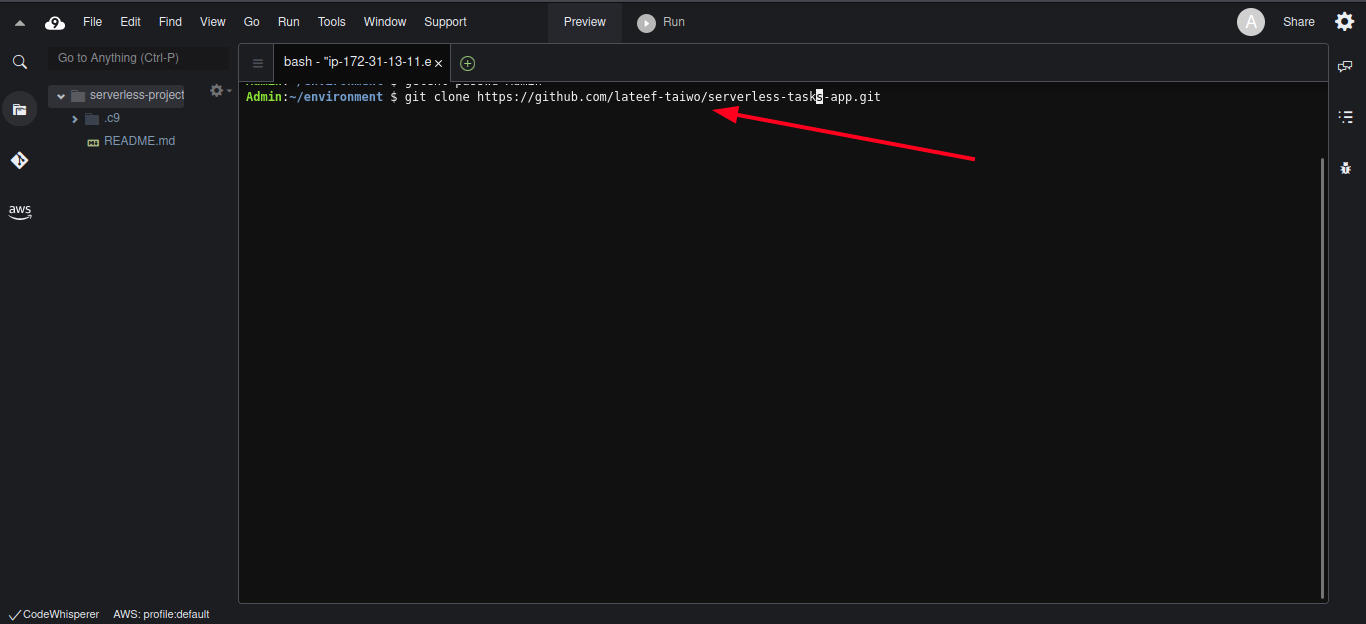 File Edit Find View Go Run Tools Window Support Preview Run A Share
Go to Anything (Ctrl-P)
bash - "ip-172-31-13-11.e ×
serverless-project
.c9
README.md
aws
Admin:~/environment $ git clone https://github.com/lateef-taiwo/serverless-tasks-app.git
CodeWhisperer AWS: profile:default